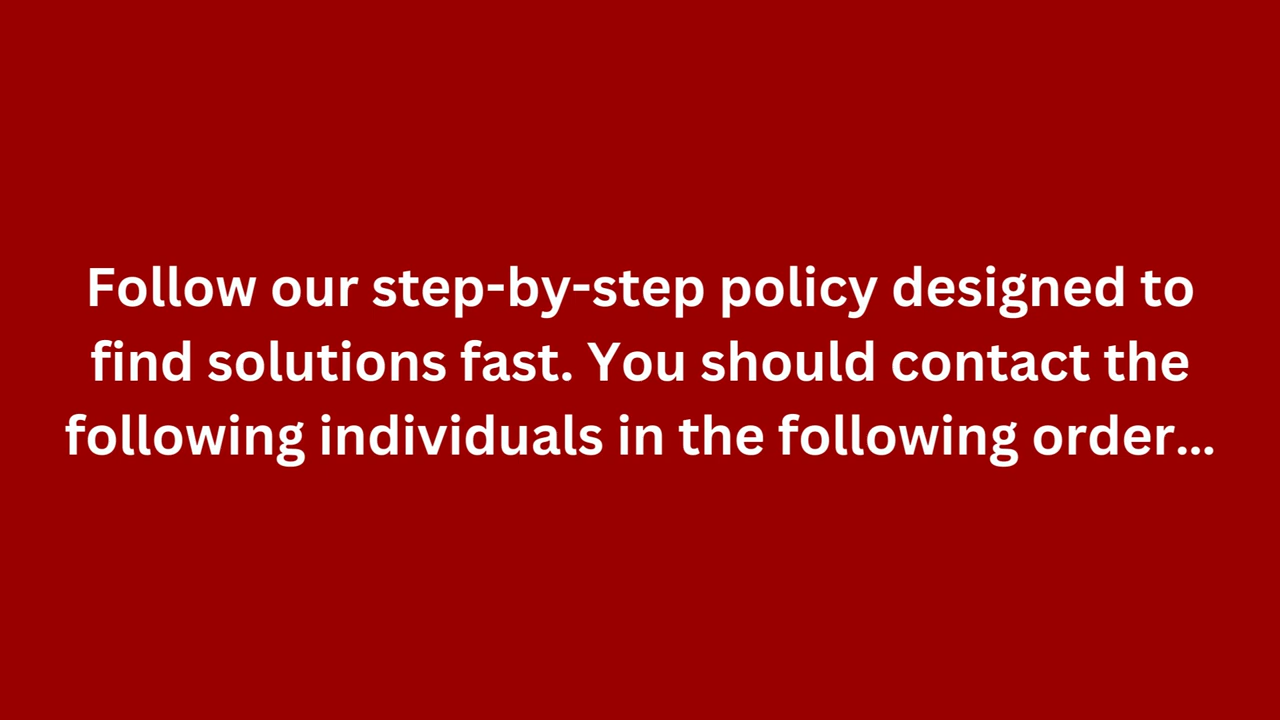 Follow our step-by-step policy designed to
find solutions fast. You should contact the
following individuals in the following order...